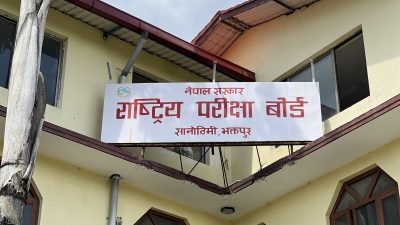 नेपाल सरकार
राष्ट्रिय परीक्षा बोर्ड
सानोठिमी, भक्तपुर